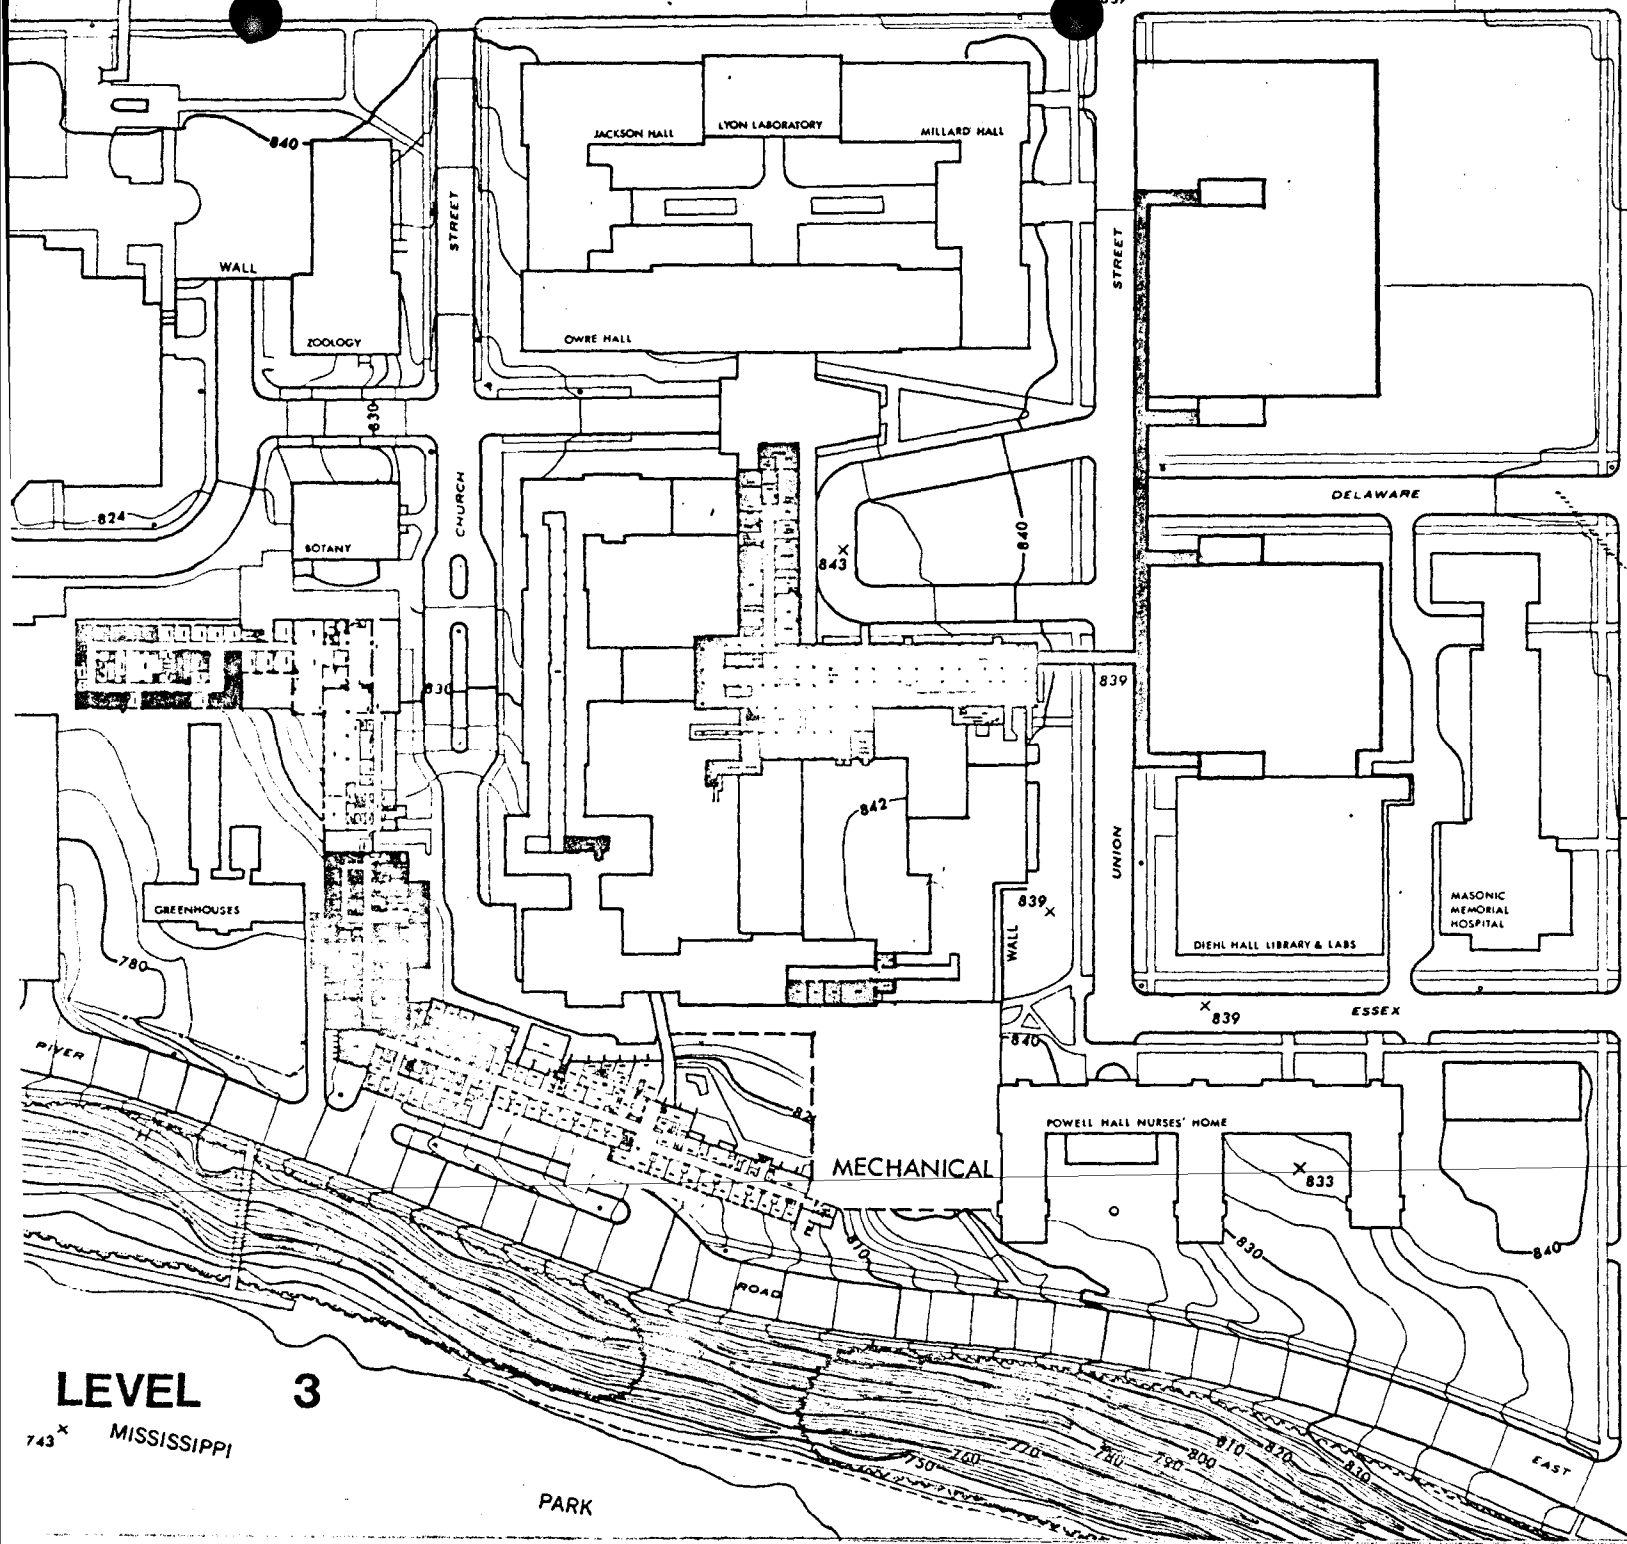 JACKSON HALL
LYON LABORATORY
MILLARD HALL
840
STREET
STREET
WALL
ZOOLOGY
OWRE HALL
830
CHURCH
DELAWARE
824
BOTANY
843
840
830
839
842
UNION
GREENHOUSES
839
WALL
MASONIC
MEMORIAL
HOSPITAL
DIEHL HALL LIBRARY & LABS
780
839
ESSEX
RIVER
840
POWELL HALL NURSES' HOME
MECHANICAL
833
810
830
840
ROAD
LEVEL 3
743
MISSISSIPPI
750
760
770
780
790
800
810
820
830
EAST
PARK